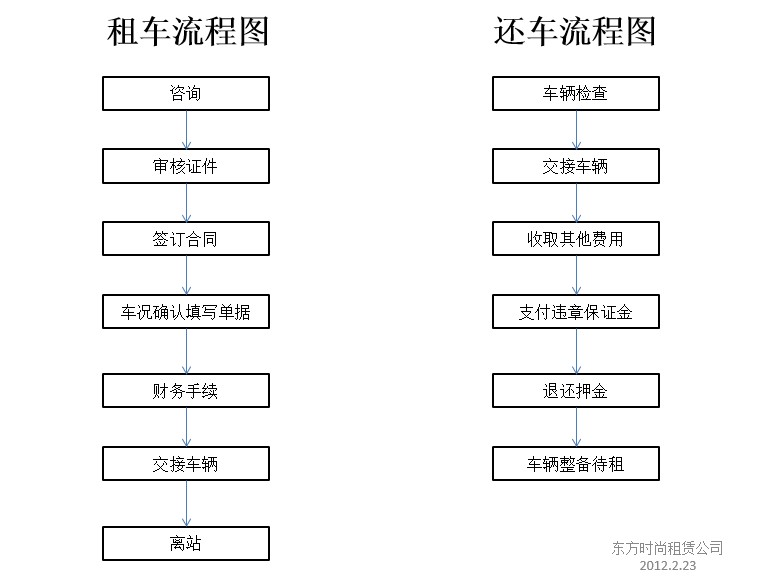 租车流程图
咨询
审核证件
签订合同
车况确认填写单据
财务手续
交接车辆
离站
还车流程图
车辆检查
交接车辆
收取其他费用
支付违章保证金
退还押金
车辆整备待租
东方时尚租赁公司
2012.2.23